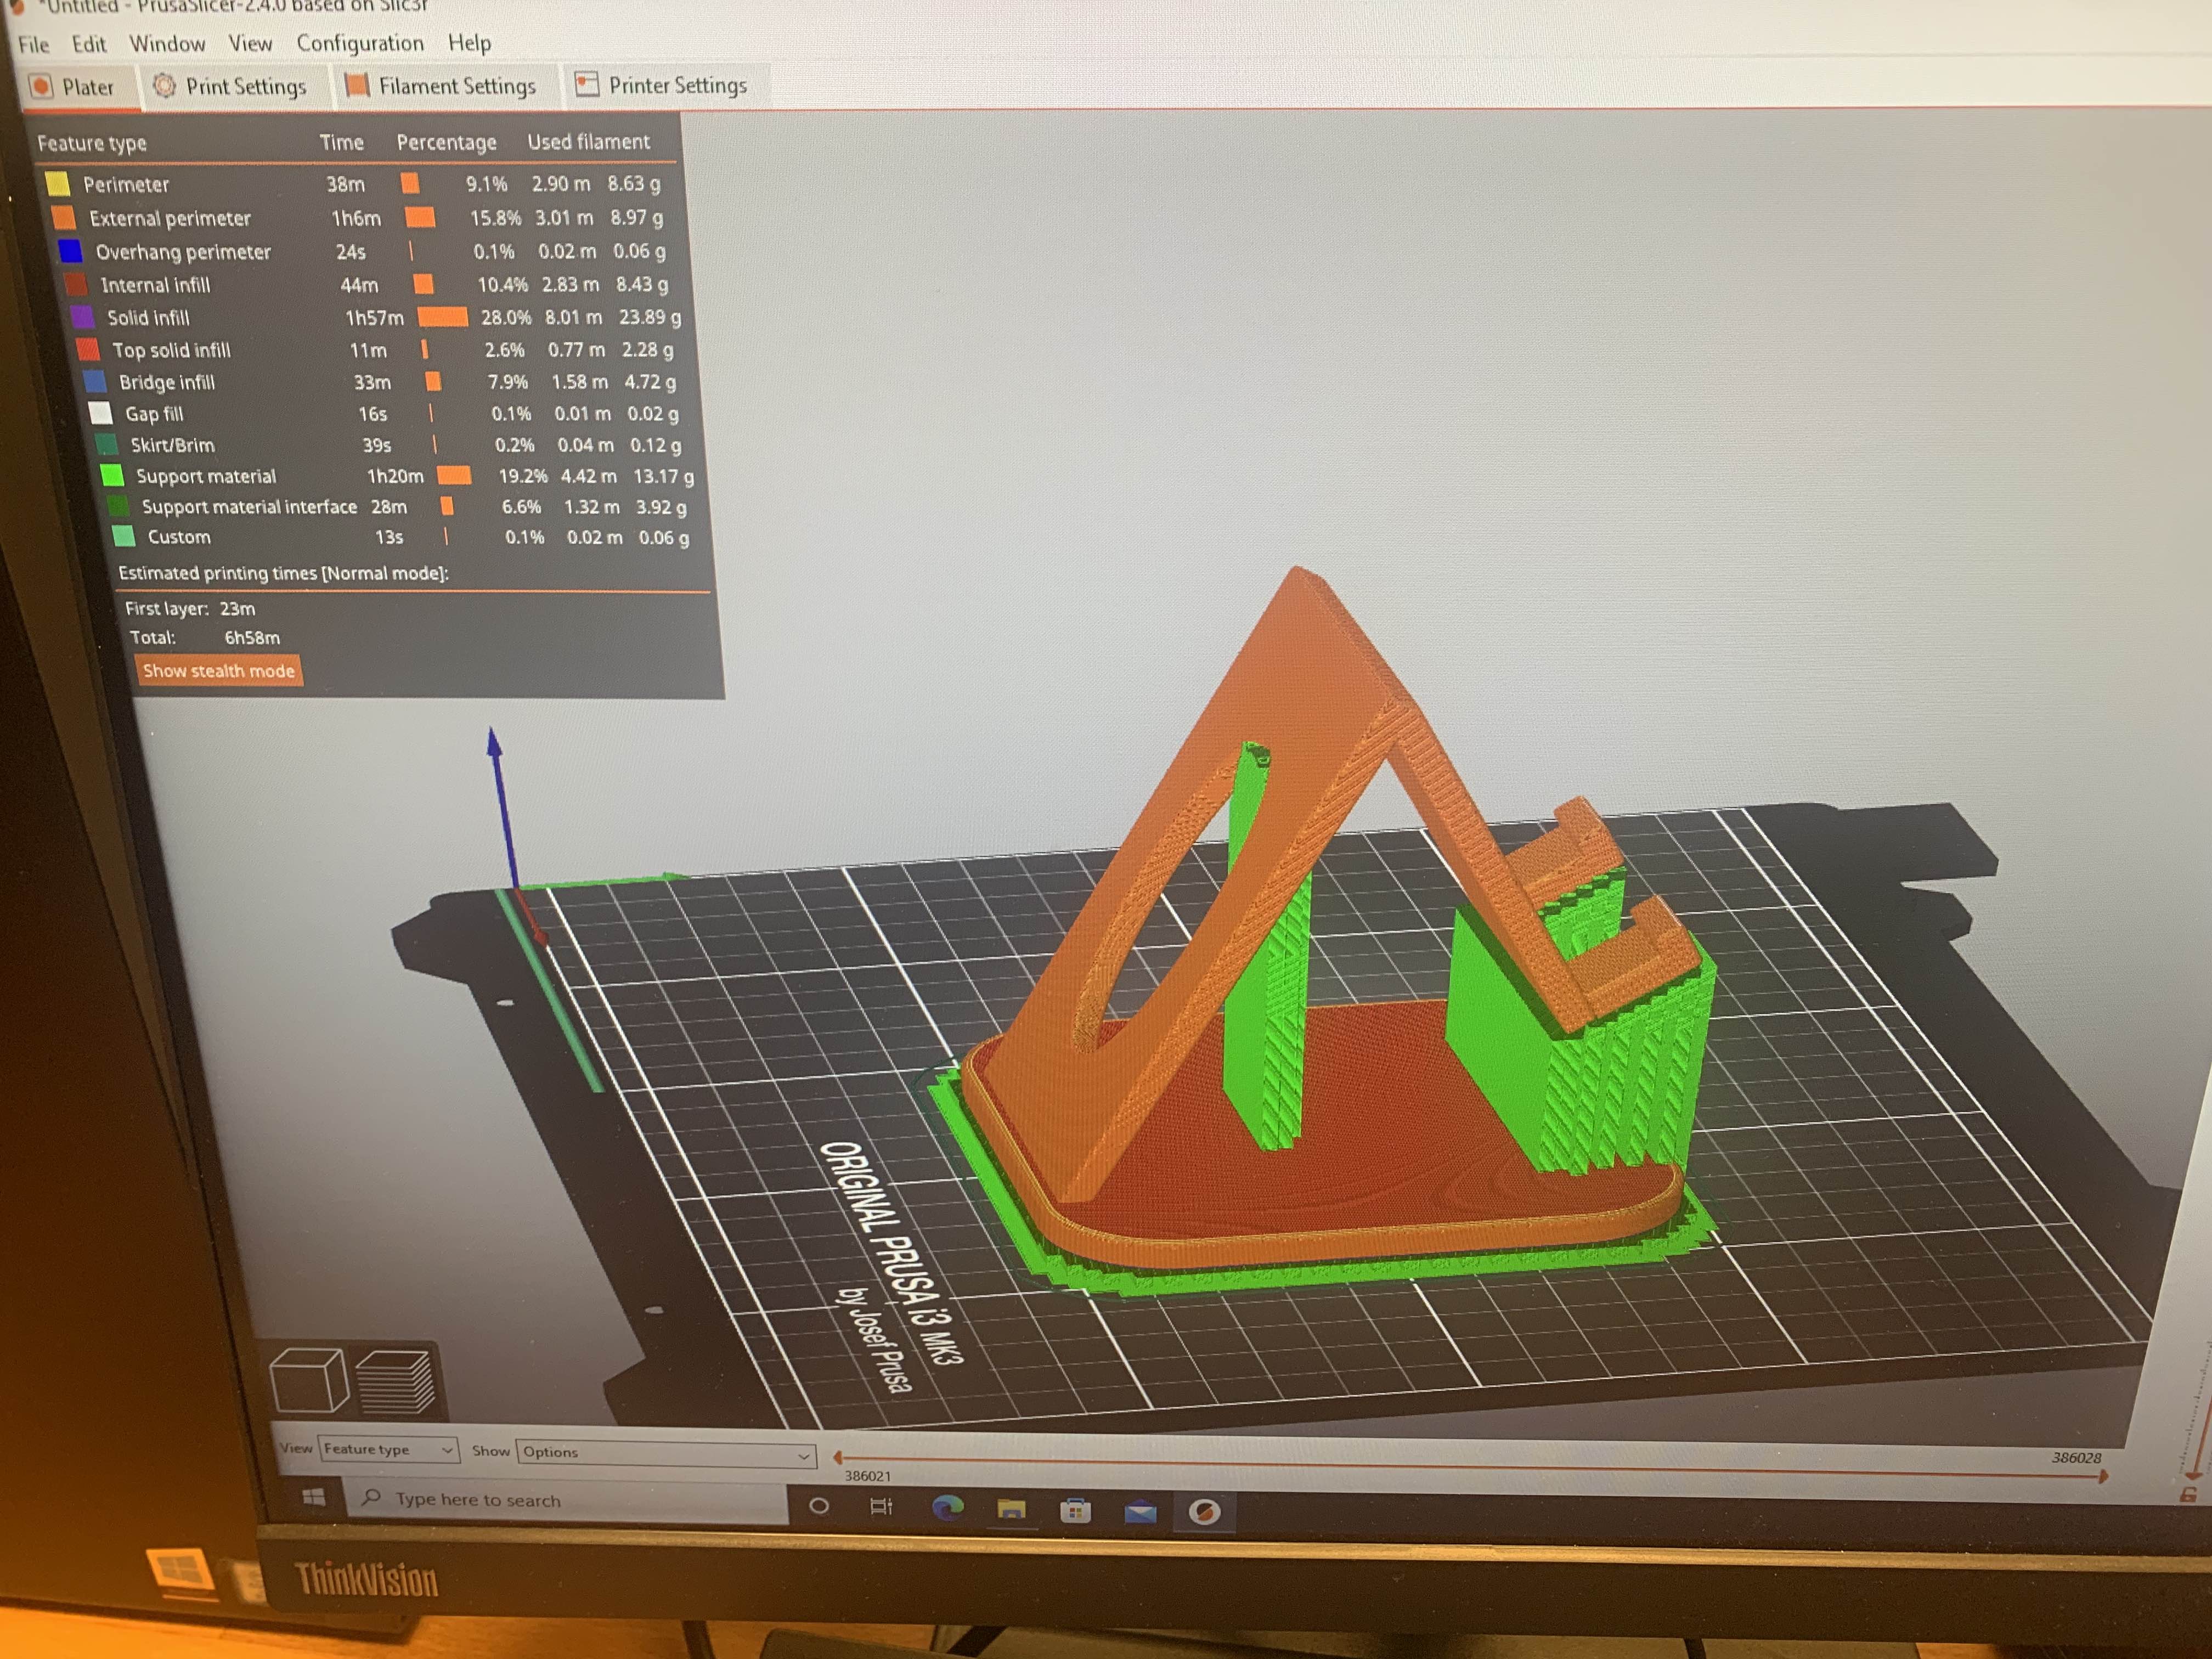 *Untitled - PrusaSlicer-2.4.0 based on Slic3r
File Edit Window View Configuration Help
Plater Print Settings Filament Settings Printer Settings
Feature type Time Percentage Used filament
Perimeter 38m 9.1% 2.90 m 8.63 g
External perimeter 1h6m 15.8% 3.01 m 8.97 g
Overhang perimeter 24s 0.1% 0.02 m 0.06 g
Internal infill 44m 10.4% 2.83 m 8.43 g
Solid infill 1h57m 28.0% 8.01 m 23.89 g
Top solid infill 11m 2.6% 0.77 m 2.28 g
Bridge infill 33m 7.9% 1.58 m 4.72 g
Gap fill 16s 0.1% 0.01 m 0.02 g
Skirt/Brim 39s 0.2% 0.04 m 0.12 g
Support material 1h20m 19.2% 4.42 m 13.17 g
Support material interface 28m 6.6% 1.32 m 3.92 g
Custom 13s 0.1% 0.02 m 0.06 g
Estimated printing times [Normal mode]:
First layer: 23m
Total: 6h58m
Show stealth mode
ORIGINAL PRUSA i3 MK3
by Josef Prusa
View Feature type Show Options
386021
386028
Type here to search
ThinkVision